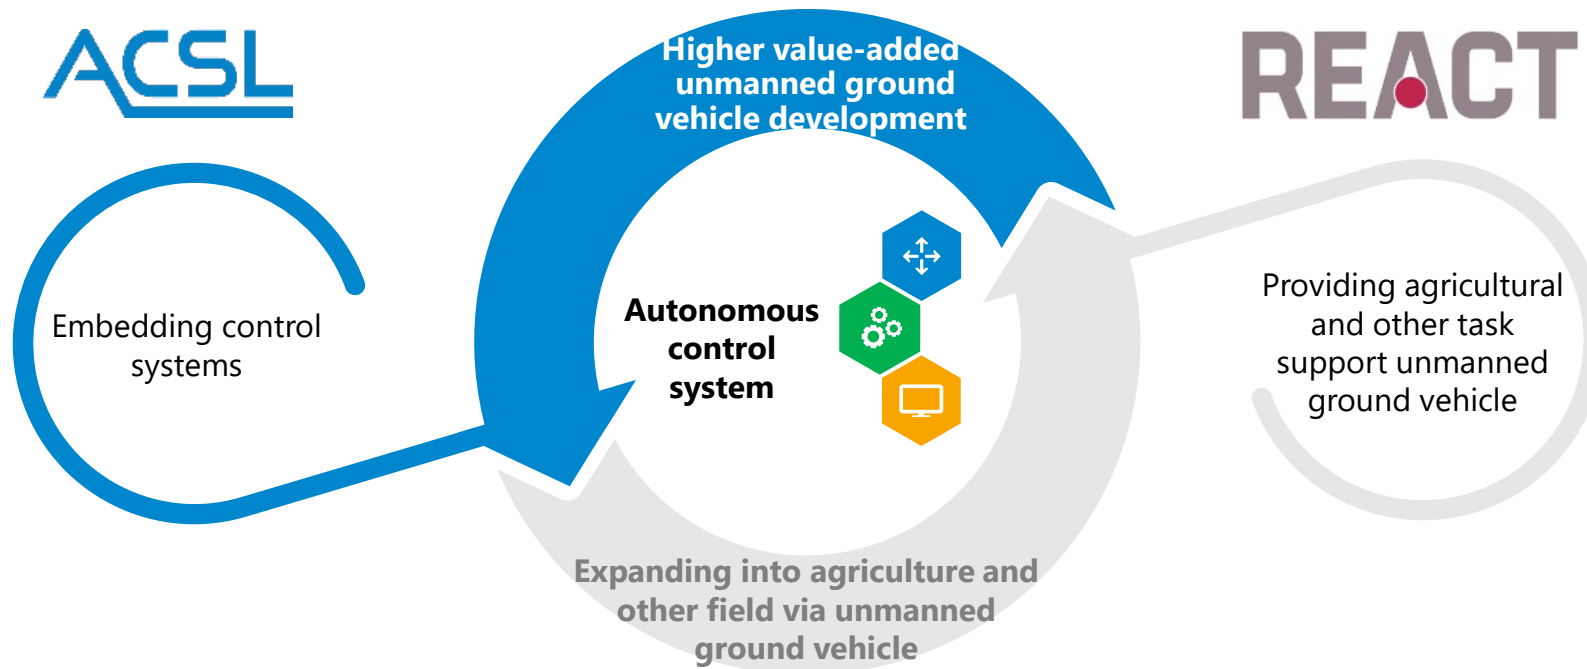 ACSL
Higher value-added
unmanned ground
vehicle development
REACT
Embedding control
systems
Autonomous
control
system
Providing agricultural
and other task
support unmanned
ground vehicle
Expanding into agriculture and
other field via unmanned
ground vehicle